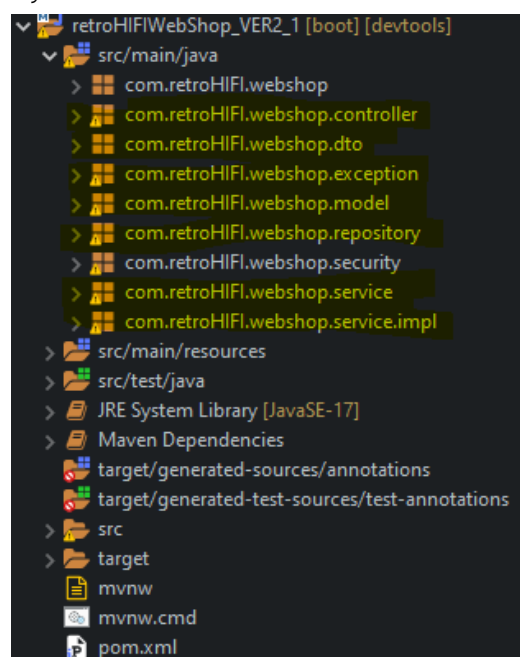 retroHIFIWebShop_VER2_1 [boot] [devtools]
src/main/java
com.retroHIFI.webshop
com.retroHIFI.webshop.controller
com.retroHIFI.webshop.dto
com.retroHIFI.webshop.exception
com.retroHIFI.webshop.model
com.retroHIFI.webshop.repository
com.retroHIFI.webshop.security
com.retroHIFI.webshop.service
com.retroHIFI.webshop.service.impl
src/main/resources
src/test/java
JRE System Library [JavaSE-17]
Maven Dependencies
target/generated-sources/annotations
target/generated-test-sources/test-annotations
src
target
mvnw
mvnw.cmd
pom.xml